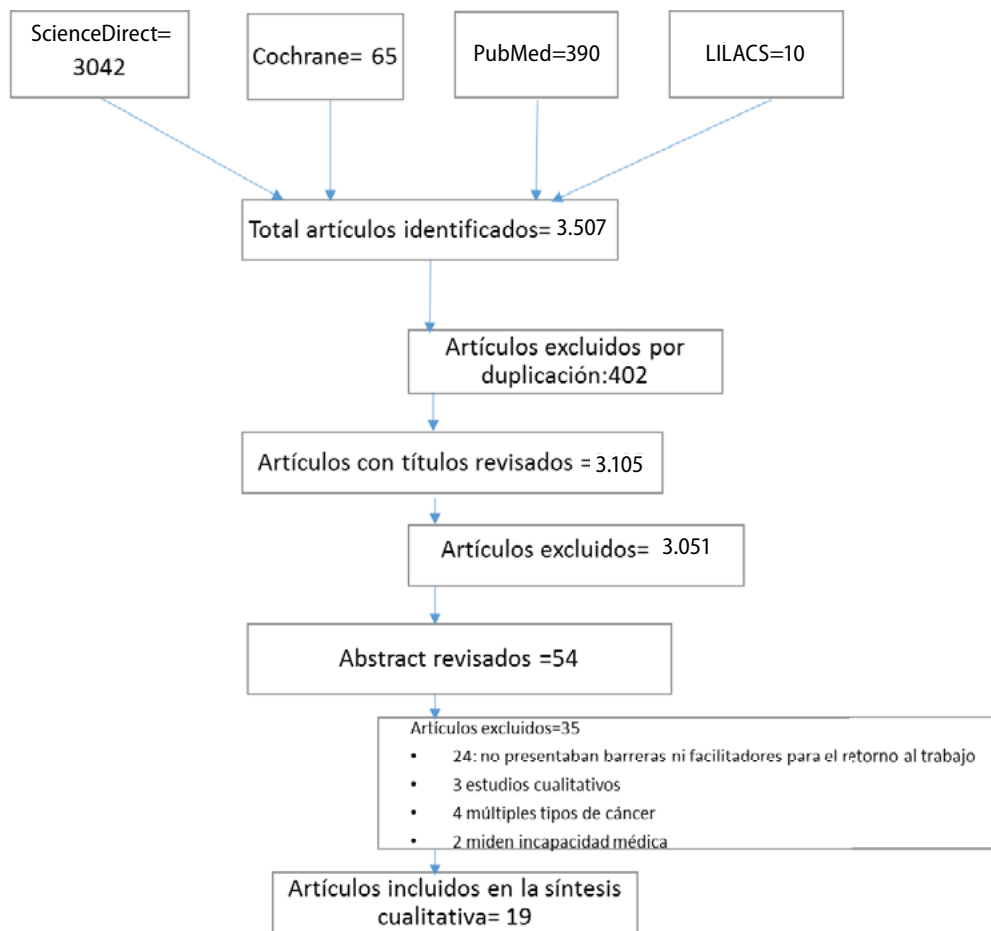 ScienceDirect=
3042
Cochrane= 65
PubMed=390
LILACS=10
Total artículos identificados= 3.507
Artículos excluidos por
duplicación:402
Artículos con títulos revisados =3.105
Artículos excluidos= 3.051
Abstract revisados =54
Artículos excluidos=35
• 24: no presentaban barreras ni facilitadores para el retorno al trabajo
• 3 estudios cualitativos
• 4 múltiples tipos de cáncer
• 2 miden incapacidad médica
Artículos incluidos en la síntesis
cualitativa= 19